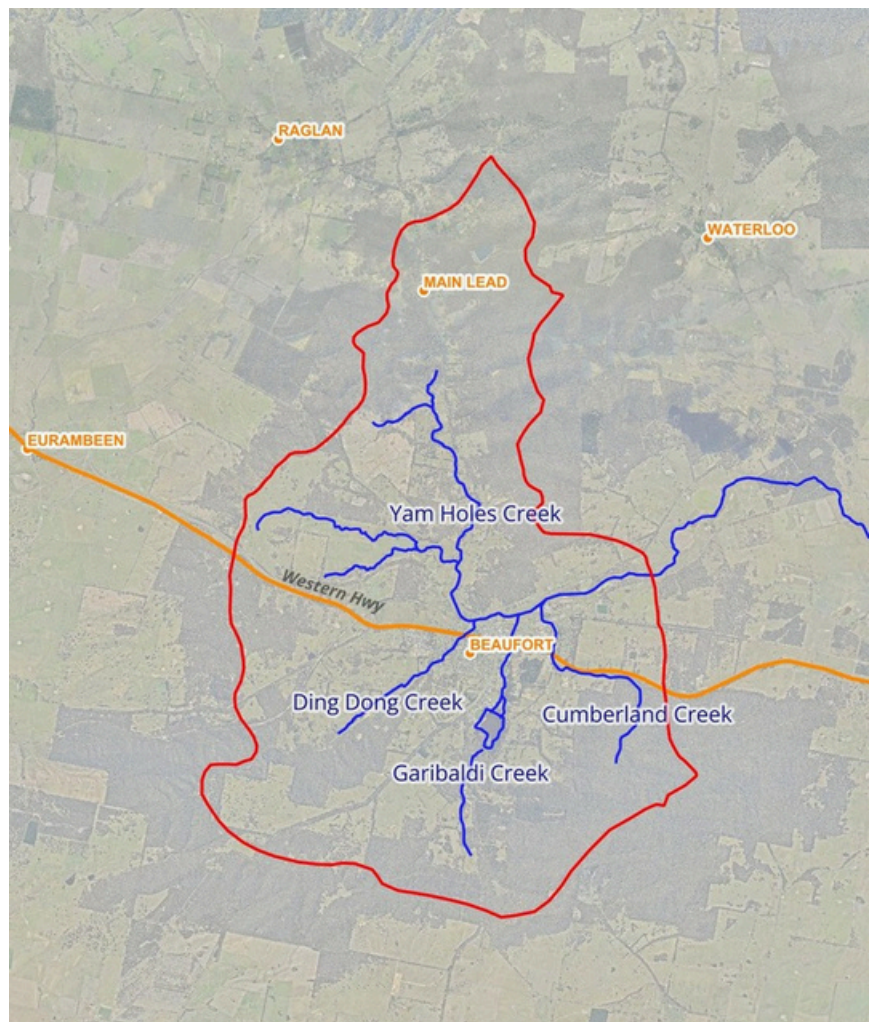 RAGLAN
WATERLOO
MAIN LEAD
EURAMBEEN
Yam Holes Creek
Western Hwy
BEAUFORT
Ding Dong Creek
Cumberland Creek
Garibaldi Creek